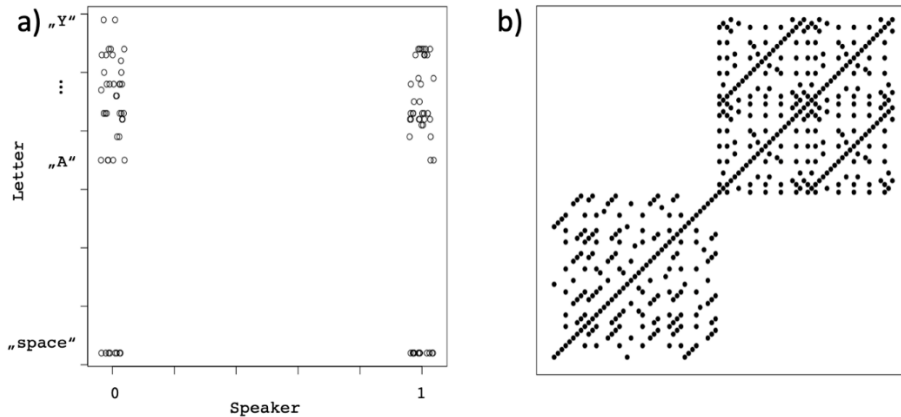 a)
b)
„Y“
...
„A“
„space“
Letter
0
1
Speaker